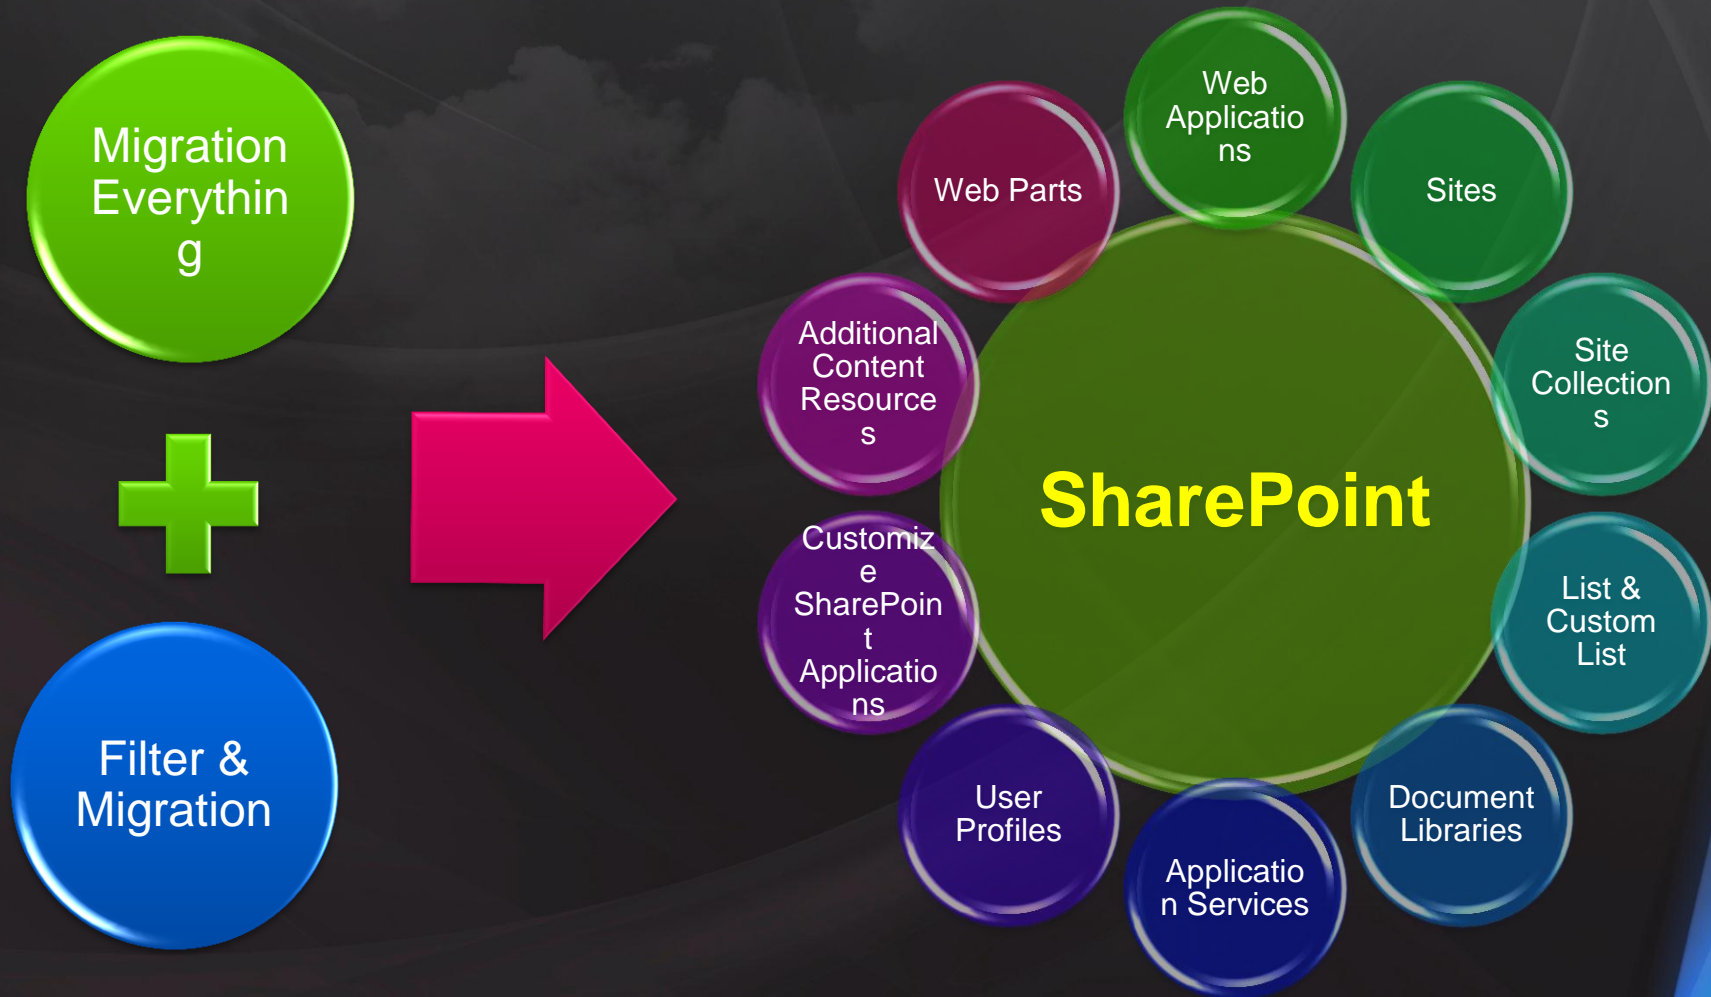 Migration
Everythin
g
Filter &
Migration
SharePoint
Web
Applicatio
ns
Sites
Site
Collection
s
List &
Custom
List
Document
Libraries
Applicatio
n Services
User
Profiles
Customiz
e
SharePoin
t
Applicatio
ns
Additional
Content
Resource
s
Web Parts